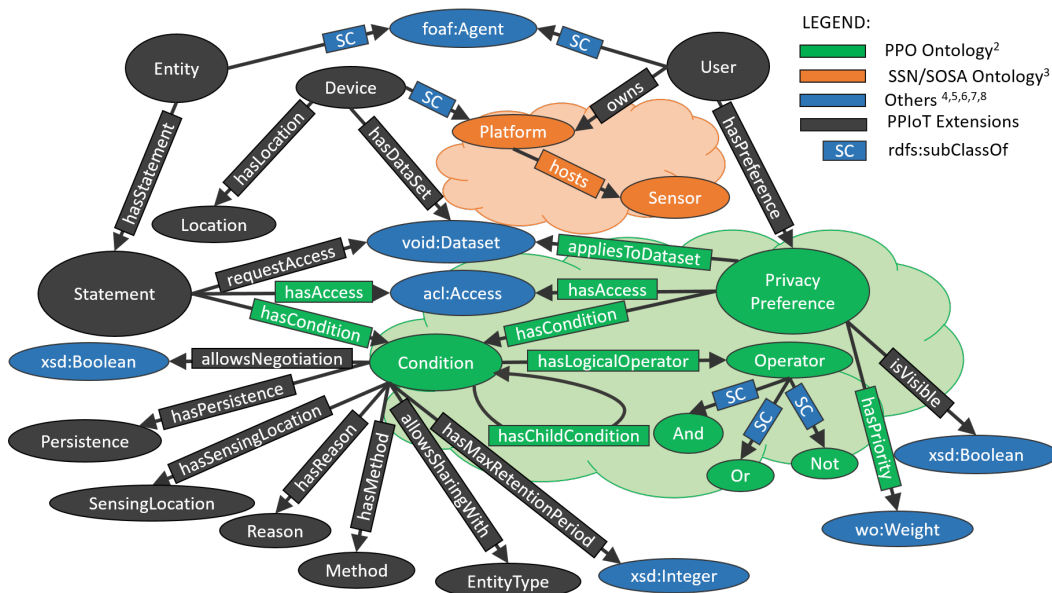 foaf:Agent
SC
SC
Entity
User
Device
SC
owns
Platform
hosts
Sensor
hasStatement
hasLocation
hasDataSet
hasPreference
Location
void:Dataset
requestAccess
appliesToDataset
Statement
hasAccess
acl:Access
hasAccess
Privacy
Preference
hasCondition
hasCondition
xsd:Boolean
allowsNegotiation
Condition
hasLogicalOperator
Operator
isVisible
hasPersistence
Persistence
hasSensingLocation
SensingLocation
hasReason
Reason
hasMethod
Method
allowsSharingWith
EntityType
hasMaxRetentionPeriod
xsd:Integer
hasChildCondition
SC
SC
SC
And
Or
Not
hasPriority
xsd:Boolean
wo:Weight
LEGEND:
PPO Ontology²
SSN/SOSA Ontology³
Others ⁴,⁵,⁶,⁷,⁸
PPIoT Extensions
SC rdfs:subClassOf